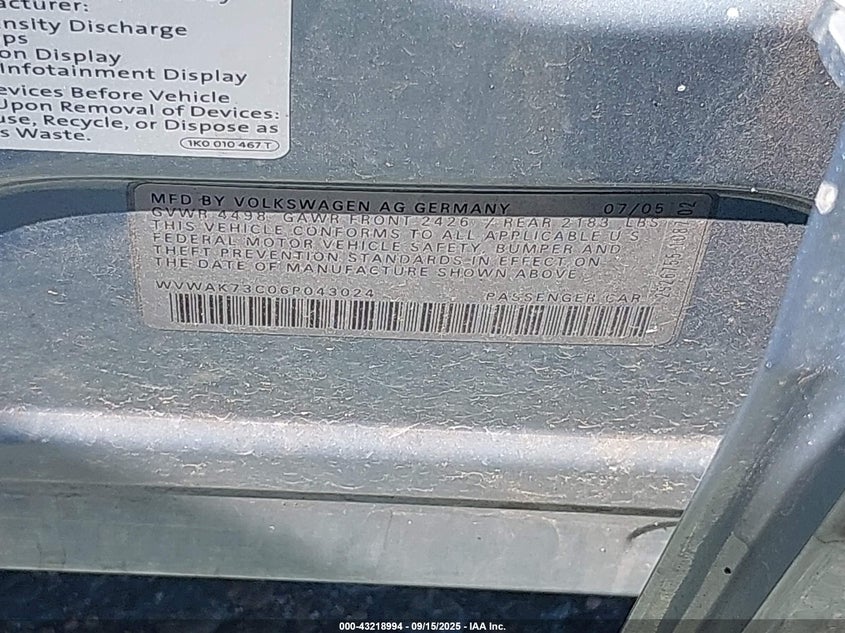 acturer:
ensity Discharge
ps
on Display
Infotainment Display
evices Before Vehicle
Upon Removal of Devices:
use, Recycle, or Dispose as
s Waste.
1K0 010 467 T
MFD BY VOLKSWAGEN AG GERMANY 07/05
GVWR 4498 GAWR FRONT 2426 / REAR 2183 LBS
THIS VEHICLE CONFORMS TO ALL APPLICABLE U S
FEDERAL MOTOR VEHICLE SAFETY, BUMPER AND
THEFT PREVENTION STANDARDS IN EFFECT ON
THE DATE OF MANUFACTURE SHOWN ABOVE
WVWAK73C06P043024 PASSENGER CAR
000-43218994 - 09/15/2025 - IAA Inc.